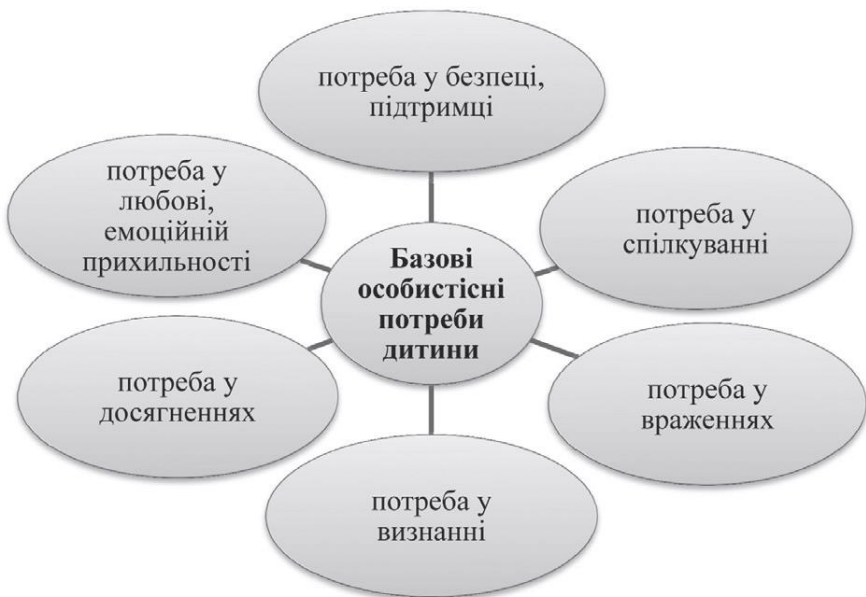 потреба у безпеці,
підтримці
потреба у
любові,
емоційній
прихильності
потреба у
спілкуванні
Базові
особистісні
потреби
дитини
потреба у
досягненнях
потреба у
враженнях
потреба у
визнанні